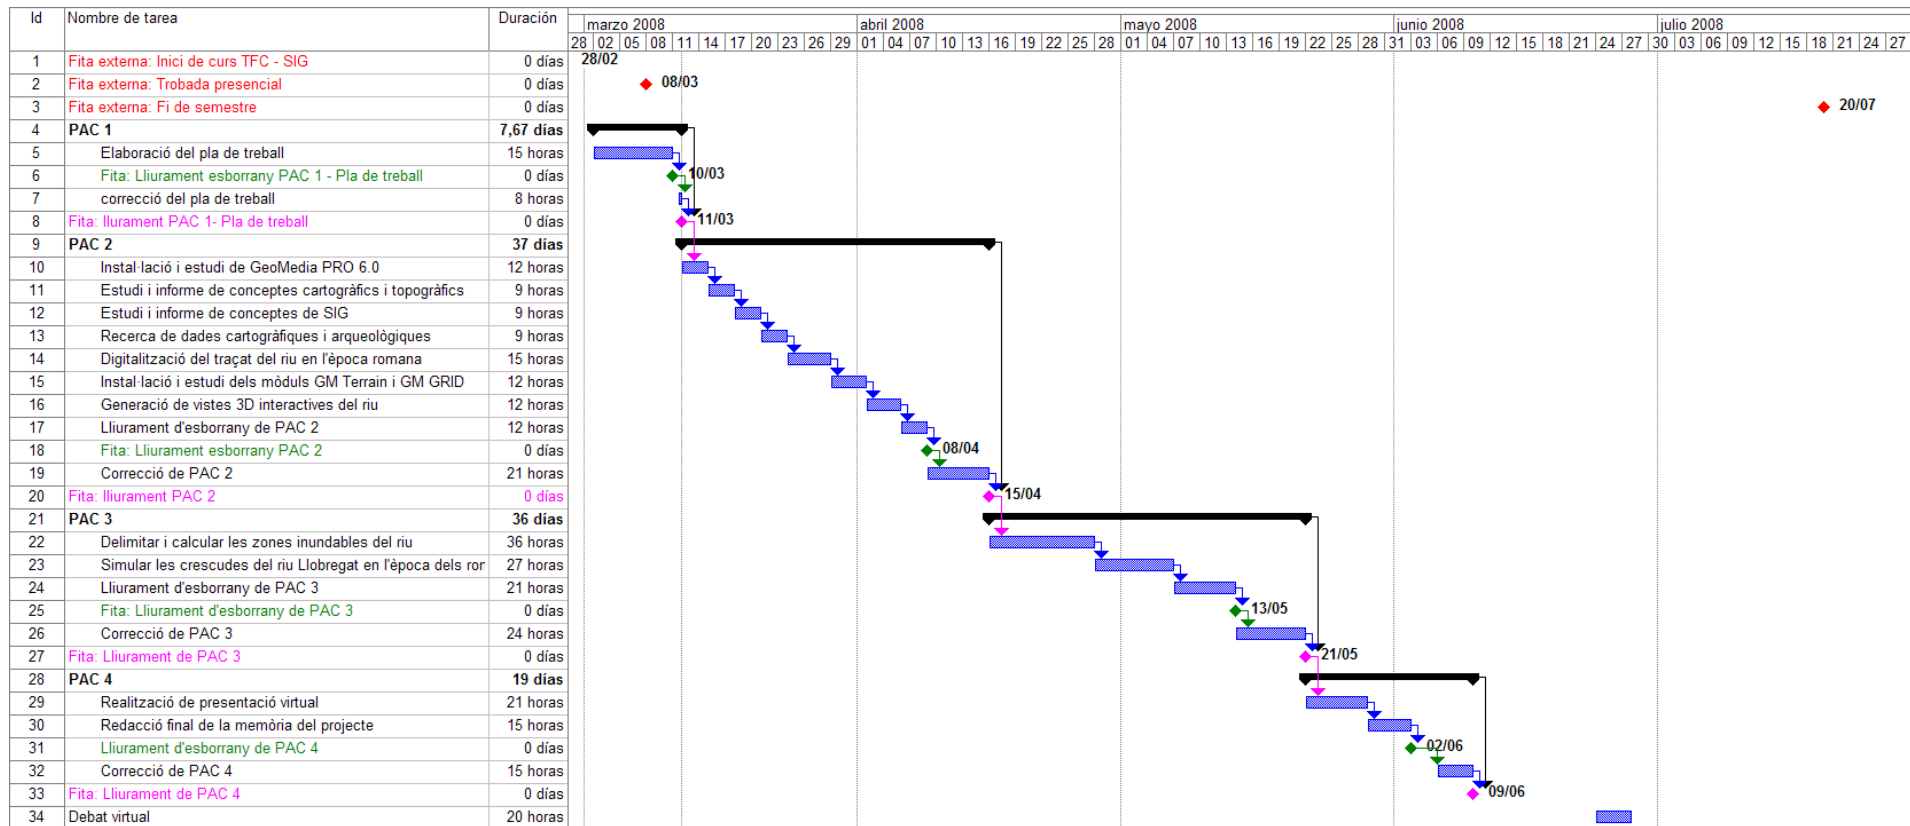 Id Nombre de tarea Duración
marzo 2008 abril 2008 mayo 2008 junio 2008 julio 2008
28 02 05 08 11 14 17 20 23 26 29 01 04 07 10 13 16 19 22 25 28 01 04 07 10 13 16 19 22 25 28 31 03 06 09 12 15 18 21 24 27 30 03 06 09 12 15 18 21 24 27
1 Fita externa: Inici de curs TFC - SIG 0 días 28/02
2 Fita externa: Trobada presencial 0 días 08/03
3 Fita externa: Fi de semestre 0 días 20/07
4 PAC 1 7,67 días
5 Elaboració del pla de treball 15 horas
6 Fita: Lliurament esborrany PAC 1 - Pla de treball 0 días 10/03
7 correcció del pla de treball 8 horas
8 Fita: llurament PAC 1- Pla de treball 0 días 11/03
9 PAC 2 37 días
10 Instal·lació i estudi de GeoMedia PRO 6.0 12 horas
11 Estudi i informe de conceptes cartogràfics i topogràfics 9 horas
12 Estudi i informe de conceptes de SIG 9 horas
13 Recerca de dades cartogràfiques i arqueològiques 9 horas
14 Digitalització del traçat del riu en l'època romana 15 horas
15 Instal·lació i estudi dels mòduls GM Terrain i GM GRID 12 horas
16 Generació de vistes 3D interactives del riu 12 horas
17 Lliurament d'esborrany de PAC 2 12 horas
18 Fita: Lliurament esborrany PAC 2 0 días 08/04
19 Correcció de PAC 2 21 horas
20 Fita: lliurament PAC 2 0 días 15/04
21 PAC 3 36 días
22 Delimitar i calcular les zones inundables del riu 36 horas
23 Simular les crescudes del riu Llobregat en l'època dels ror 27 horas
24 Lliurament d'esborrany de PAC 3 21 horas
25 Fita: Lliurament d'esborrany de PAC 3 0 días 13/05
26 Correcció de PAC 3 24 horas
27 Fita: Lliurament de PAC 3 0 días 21/05
28 PAC 4 19 días
29 Realització de presentació virtual 21 horas
30 Redacció final de la memòria del projecte 15 horas
31 Lliurament d'esborrany de PAC 4 0 días 02/06
32 Correcció de PAC 4 15 horas
33 Fita: Lliurament de PAC 4 0 días 09/06
34 Debat virtual 20 horas